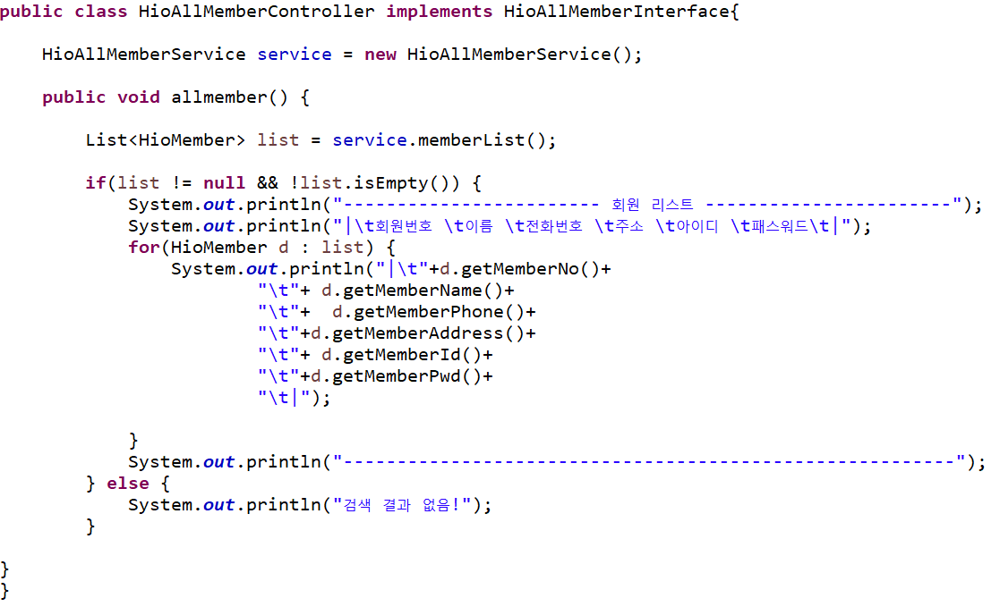 public class HioAllMemberController implements HioAllMemberInterface{
HioAllMemberService service = new HioAllMemberService();
public void allmember() {
List<HioMember> list = service.memberList();
if(list != null && !list.isEmpty()) {
System.out.println("------------------------ 회원 리스트 -----------------------");
System.out.println("|\t회원번호 \t이름 \t전화번호 \t주소 \t아이디 \t패스워드\t|");
for(HioMember d : list) {
System.out.println("|\t"+d.getMemberNo()+
"\t"+ d.getMemberName()+
"\t"+  d.getMemberPhone()+
"\t"+d.getMemberAddress()+
"\t"+ d.getMemberId()+
"\t"+d.getMemberPwd()+
"\t|");
}
System.out.println("---------------------------------------------------------");
} else {
System.out.println("검색 결과 없음!");
}
}
}